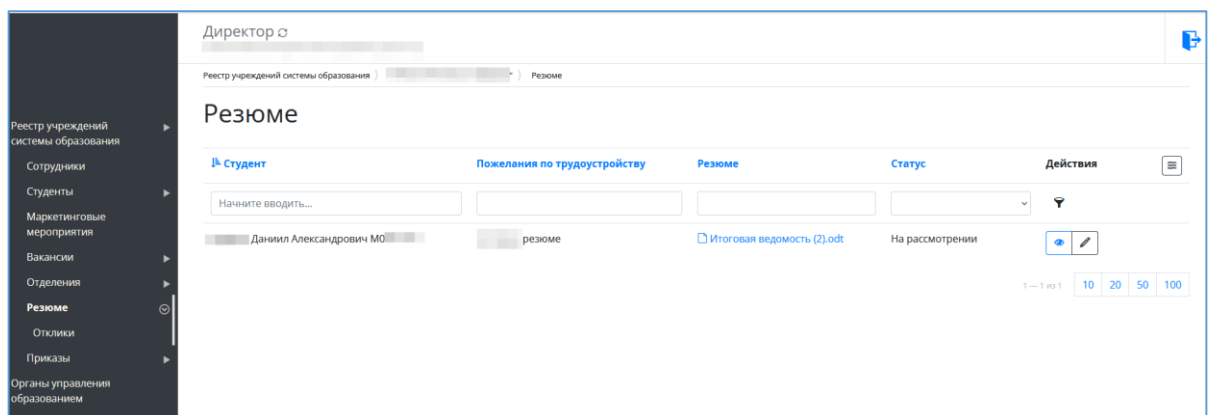 Директор
Реестр учреждений системы образования
Резюме
Резюме
Реестр учреждений
системы образования
Сотрудники
Студенты
Маркетинговые
мероприятия
Вакансии
Отделения
Резюме
Отклики
Приказы
Органы управления
образованием
Студент Пожелания по трудоустройству Резюме Статус Действия
Начните вводить...
Даниил Александрович М0 резюме Итоговая ведомость (2).odt На рассмотрении
1 — 1 из 1 10 20 50 100